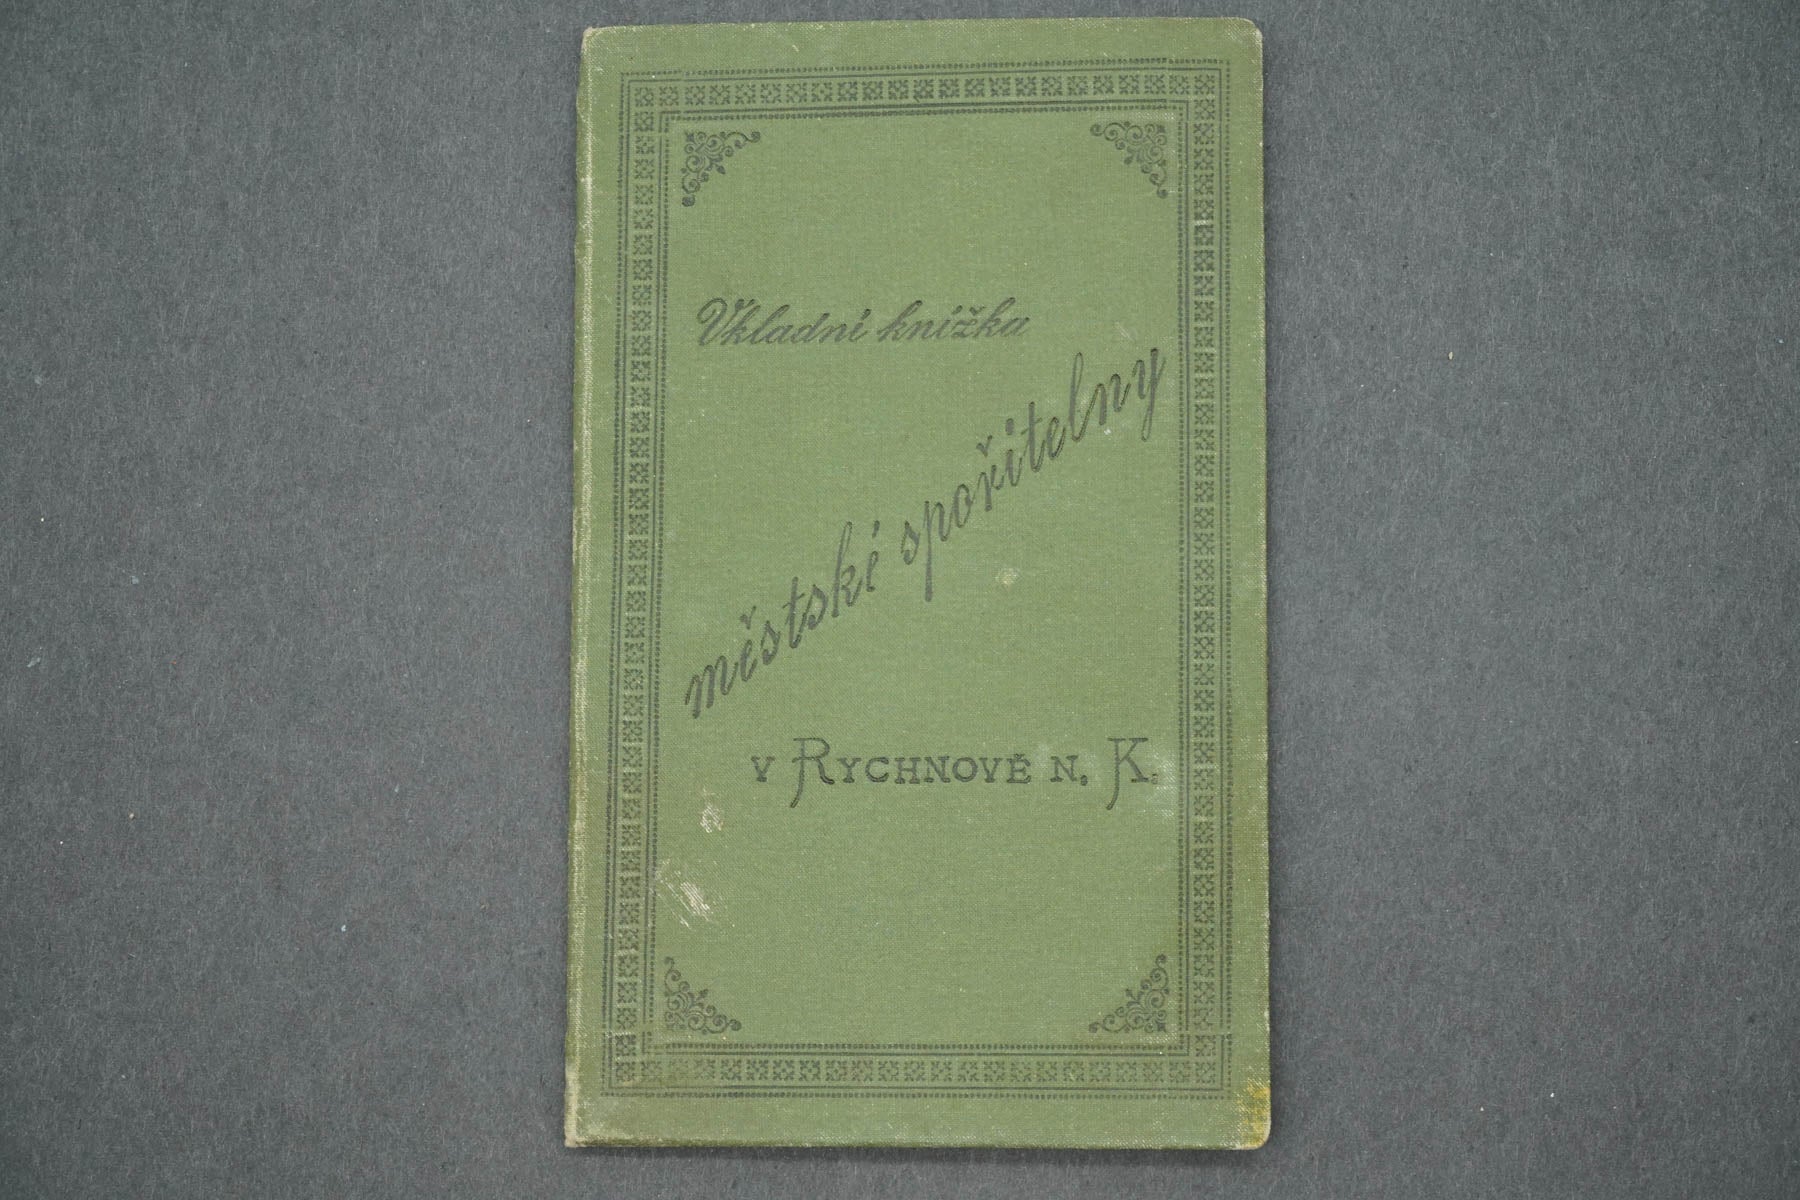 Vkladní knížka
městské spořitelny
v Rychnově n. K.